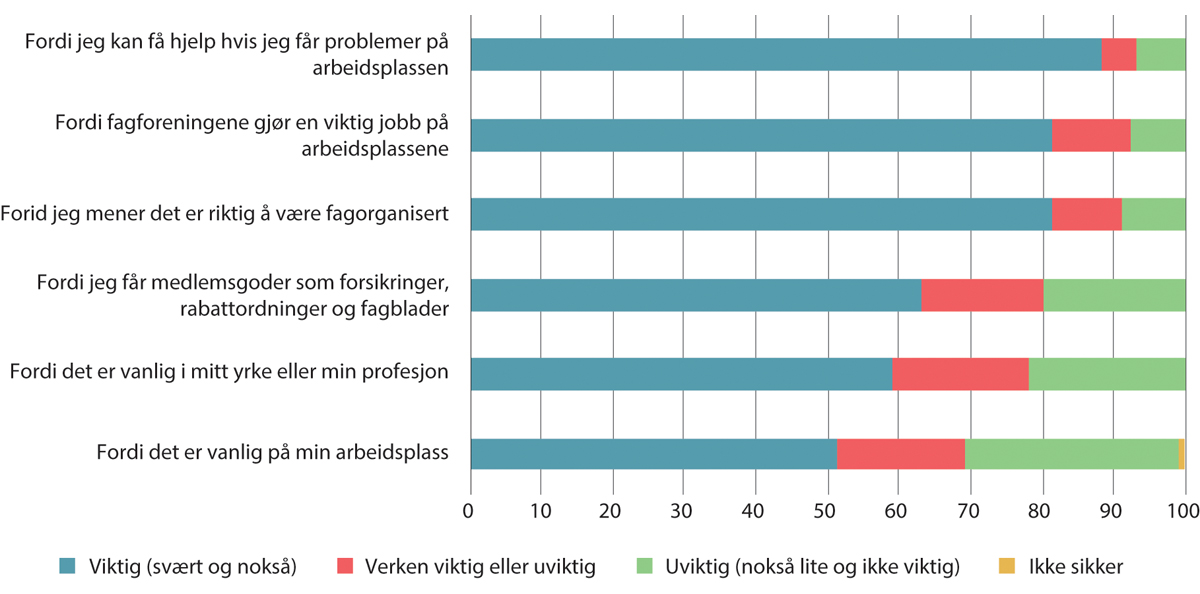 Fordi jeg kan få hjelp hvis jeg får problemer på
arbeidsplassen
Fordi fagforeningene gjør en viktig jobb på
arbeidsplassene
Forid jeg mener det er riktig å være fagorganisert
Fordi jeg får medlemsgoder som forsikringer,
rabattordninger og fagblader
Fordi det er vanlig i mitt yrke eller min profesjon
Fordi det er vanlig på min arbeidsplass
0 10 20 30 40 50 60 70 80 90 100
Viktig (svært og nokså) Verken viktig eller uviktig Uviktig (nokså lite og ikke viktig) Ikke sikker